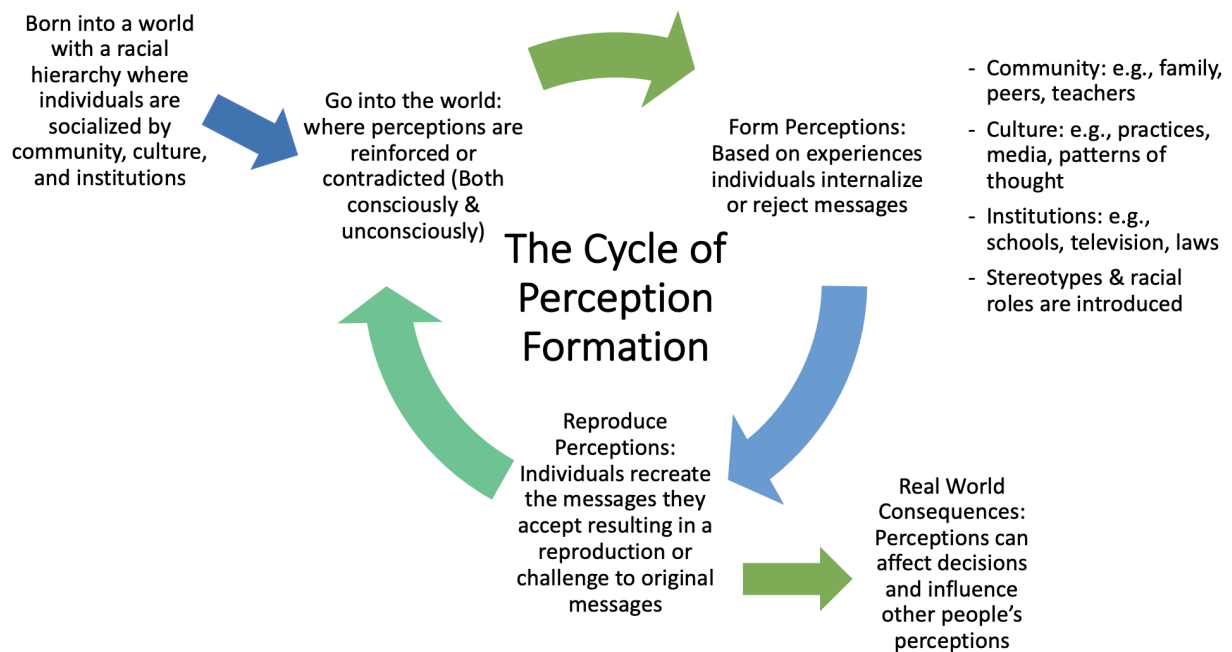 Born into a world
with a racial
hierarchy where
individuals are
socialized by
community, culture,
and institutions
Go into the world:
where perceptions are
reinforced or
contradicted (Both
consciously &
unconsciously)
Form Perceptions:
Based on experiences
individuals internalize
or reject messages
- Community: e.g., family,
peers, teachers
- Culture: e.g., practices,
media, patterns of
thought
- Institutions: e.g.,
schools, television, laws
- Stereotypes & racial
roles are introduced
The Cycle of
Perception
Formation
Reproduce
Perceptions:
Individuals recreate
the messages they
accept resulting in a
reproduction or
challenge to original
messages
Real World
Consequences:
Perceptions can
affect decisions
and influence
other people’s
perceptions